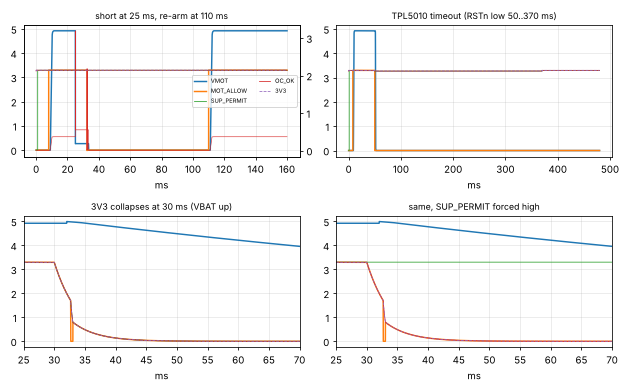 short at 25 ms, re-arm at 110 ms
TPL5010 timeout (RSTn low 50..370 ms)
5
4
3
2
1
0
3
2
1
0
VMOT
MOT_ALLOW
SUP_PERMIT
OC_OK
3V3
0 20 40 60 80 100 120 140 160
ms
5
4
3
2
1
0
0 100 200 300 400 500
ms
3V3 collapses at 30 ms (VBAT up)
same, SUP_PERMIT forced high
5
4
3
2
1
0
25 30 35 40 45 50 55 60 65 70
ms
5
4
3
2
1
0
25 30 35 40 45 50 55 60 65 70
ms